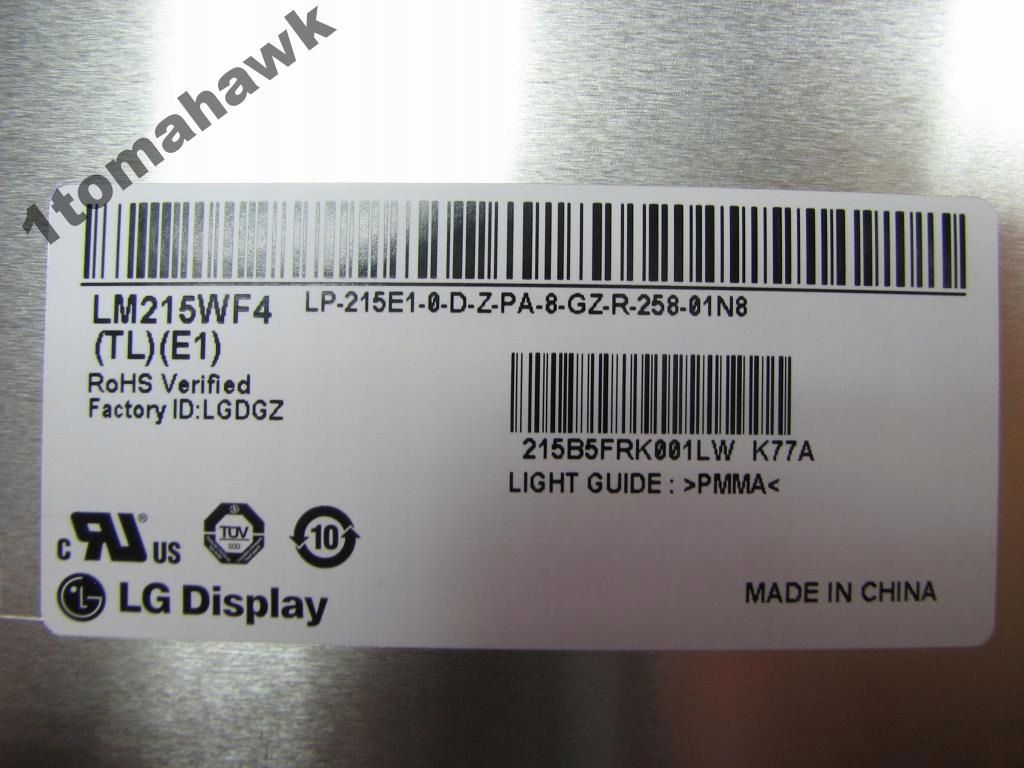 1tomahawk
LM215WF4 LP-215E1-0-D-Z-PA-8-GZ-R-258-01N8
(TL)(E1)
RoHS Verified
Factory ID:LGDGZ
215B5FRK001LW K77A
LIGHT GUIDE : >PMMA<
c RU® US
TÜV
10
LG Display
MADE IN CHINA